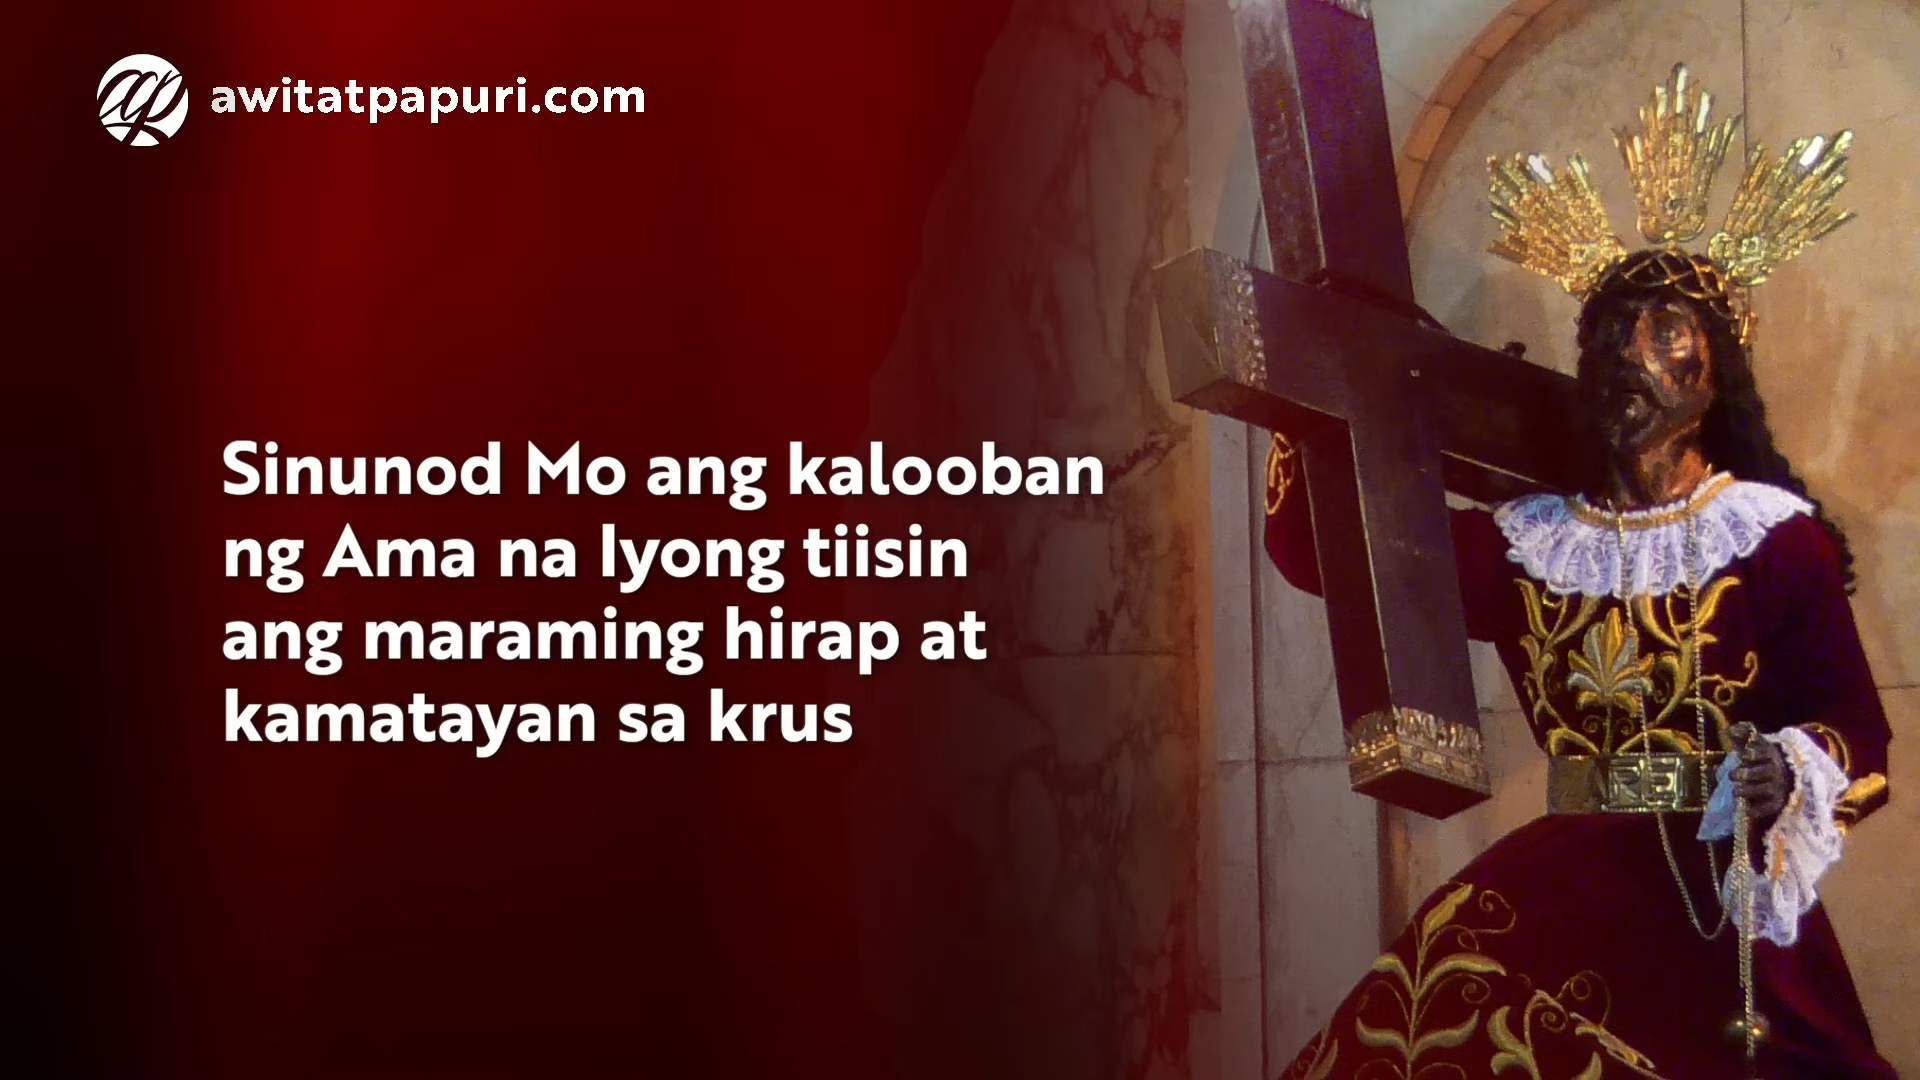 awitatpapuri.com
Sinunod Mo ang kalooban
ng Ama na Iyong tiisin
ang maraming hirap at
kamatayan sa krus